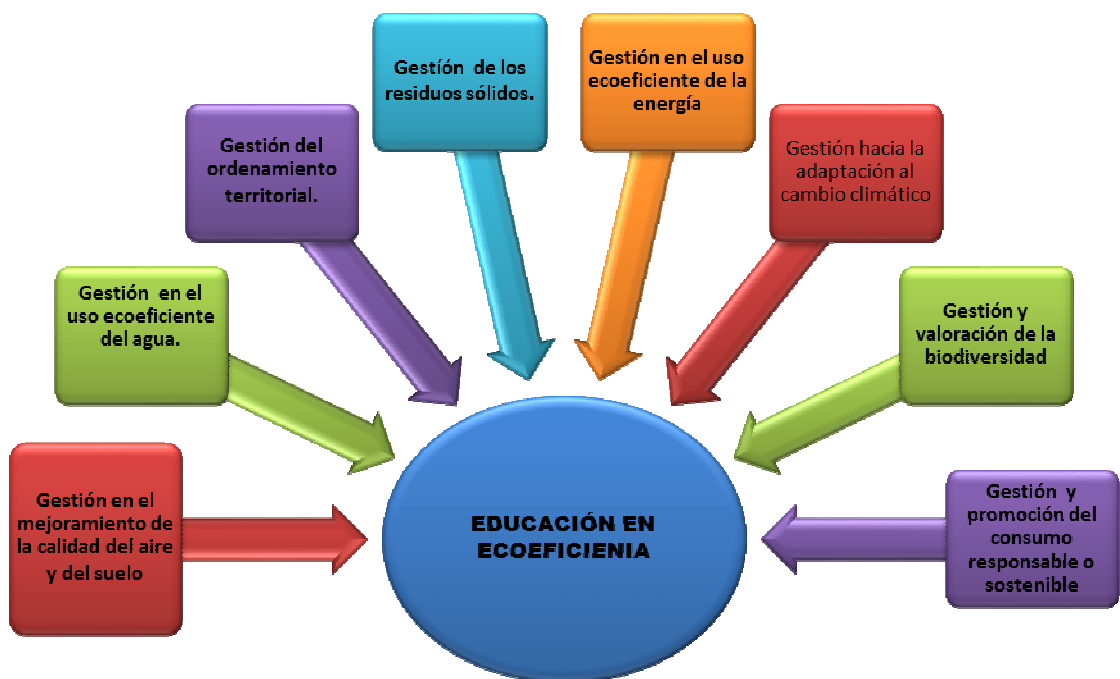 Gestión en el
mejoramiento de
la calidad del aire
y del suelo
Gestión en el
uso ecoeficiente
del agua.
Gestión del
ordenamiento
territorial.
Gestíón de los
residuos sólidos.
Gestión en el uso
ecoeficiente de la
energía
Gestión hacia la
adaptación al
cambio climático
Gestión y
valoración de la
biodiversidad
Gestión y
promoción del
consumo
responsable o
sostenible
EDUCACIÓN EN
ECOEFICIENIA